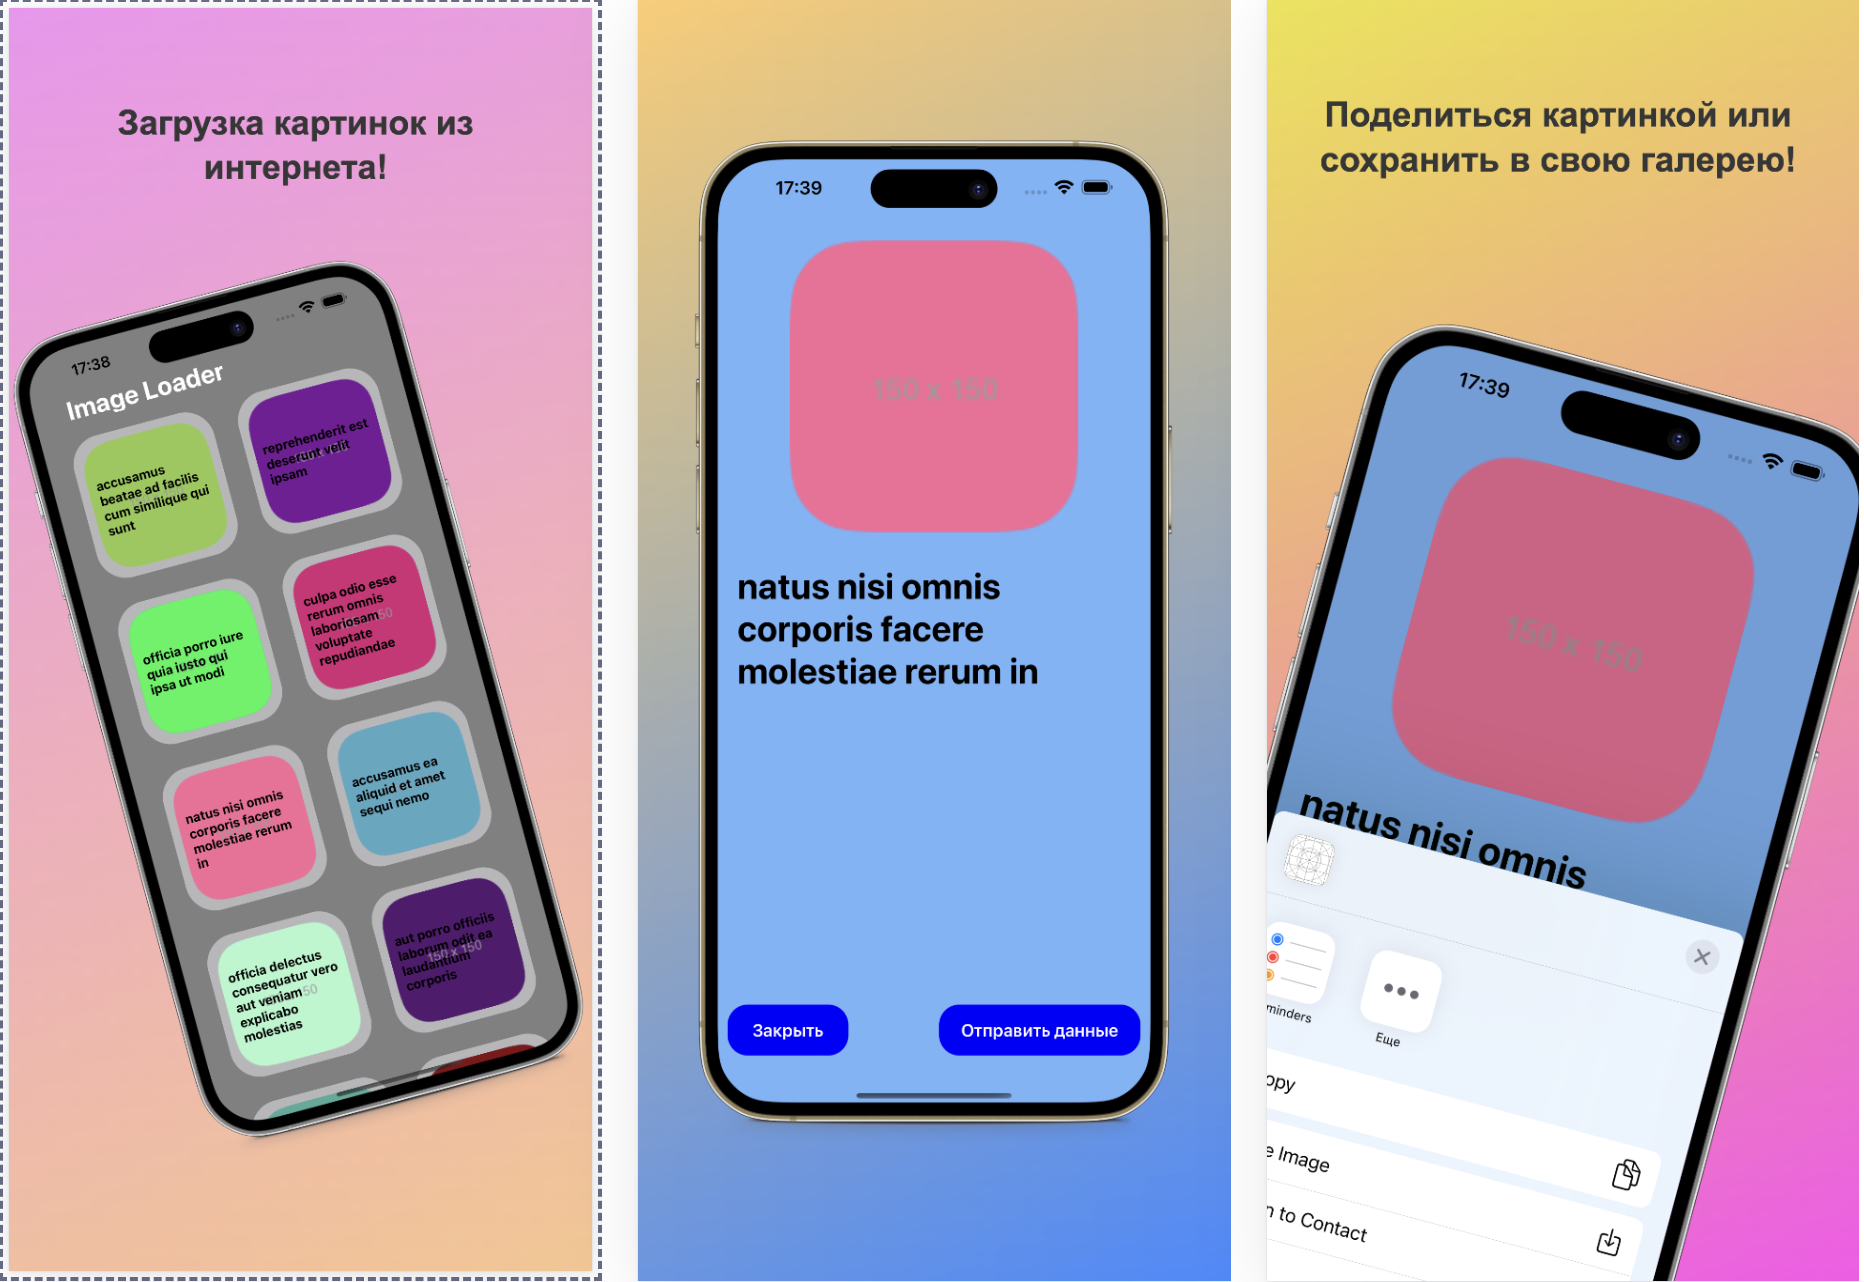 Загрузка картинок из
интернета!
17:38
Image Loader
accusamus
beatae ad facilis
cum similique qui
sunt
reprehenderit est
deserunt velit
ipsam
officia porro iure
quia iusto qui
ipsa ut modi
culpa odio esse
rerum omnis
laboriosam
voluptate
repudiandae
natus nisi omnis
corporis facere
molestiae rerum
in
accusamus ea
aliquid et amet
sequi nemo
officia delectus
consequatur vero
aut veniam
explicabo
molestias
aut porro officiis
laborum odit ea
laudantium
corporis
150 x 150
17:39
150 x 150
natus nisi omnis
corporis facere
molestiae rerum in
Закрыть
Отправить данные
Поделиться картинкой или
сохранить в свою галерею!
17:39
150 x 150
natus nisi omnis
minders
Еще
opy
e Image
n to Contact